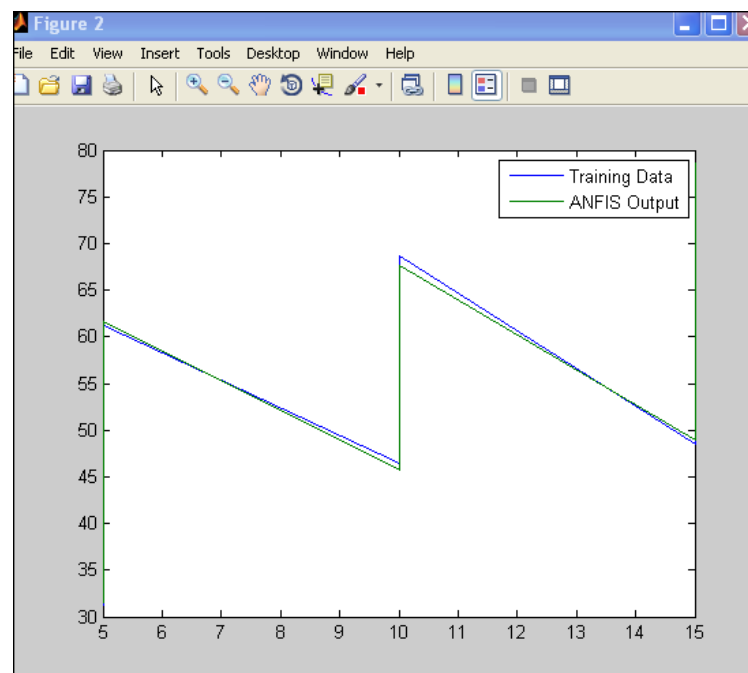 Figure 2
File Edit View Insert Tools Desktop Window Help
Training Data
ANFIS Output
80
75
70
65
60
55
50
45
40
35
30
5 6 7 8 9 10 11 12 13 14 15